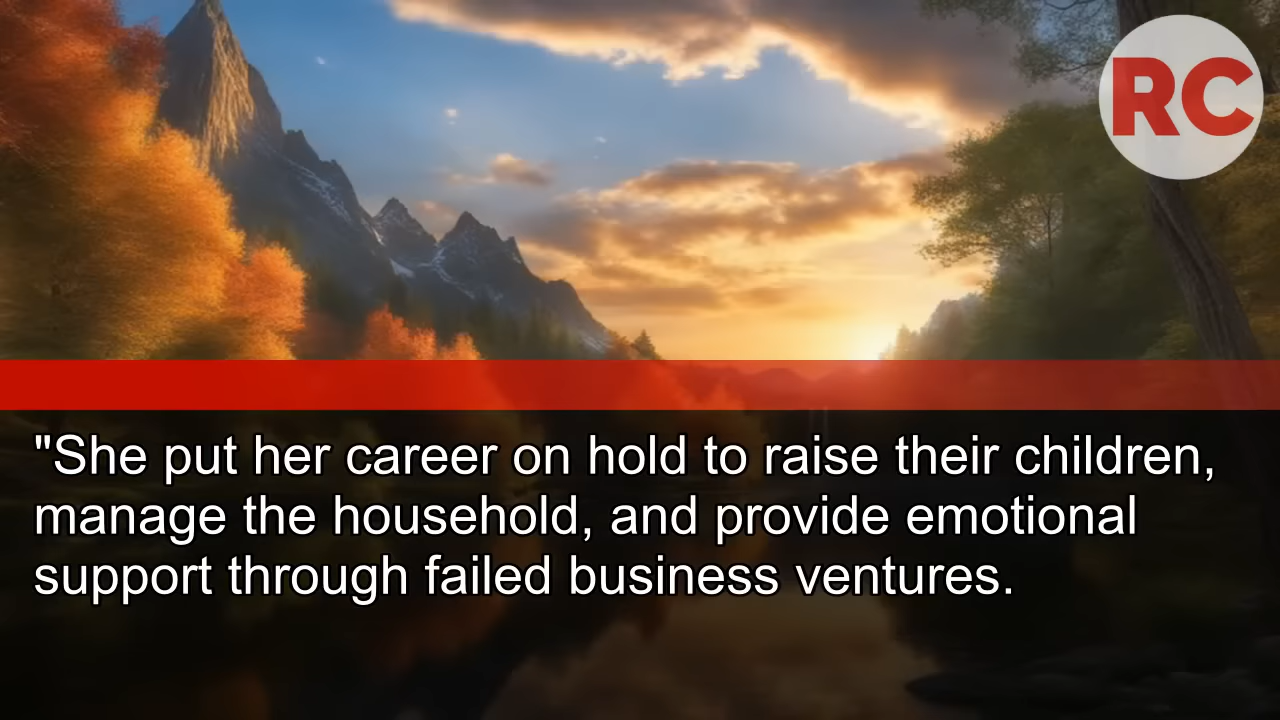 RC
"She put her career on hold to raise their children,
manage the household, and provide emotional
support through failed business ventures.